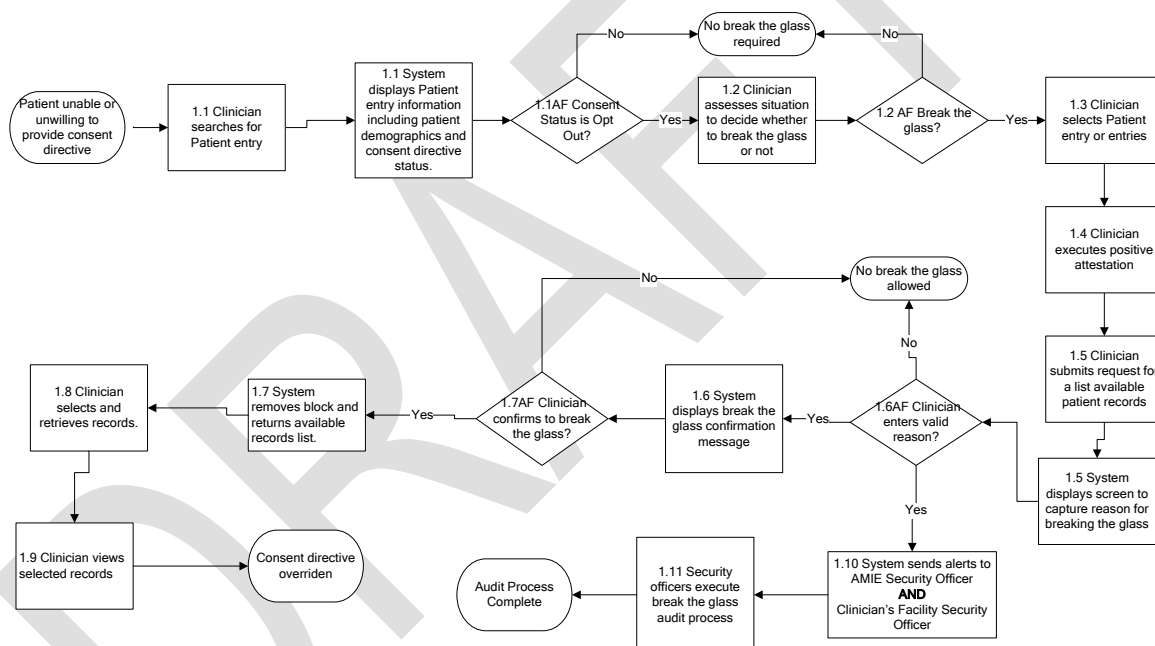 Patient unable or
unwilling to
provide consent
directive
1.1 Clinician
searches for
Patient entry
1.1 System
displays Patient
entry information
including patient
demographics and
consent directive
status.
1.1AF Consent
Status is Opt
Out?
No
No break the glass
required
No
Yes
1.2 Clinician
assesses situation
to decide whether
to break the glass
or not
1.2 AF Break the
glass?
Yes
1.3 Clinician
selects Patient
entry or entries
1.4 Clinician
executes positive
attestation
1.5 Clinician
submits request for
a list available
patient records
1.5 System
displays screen to
capture reason for
breaking the glass
1.6AF Clinician
enters valid
reason?
No
No break the glass
allowed
No
Yes
1.6 System
displays break the
glass confirmation
message
1.7AF Clinician
confirms to break
the glass?
Yes
1.7 System
removes block and
returns available
records list.
1.8 Clinician
selects and
retrieves records.
1.9 Clinician views
selected records
Consent directive
overriden
Yes
1.10 System sends alerts to
AMIE Security Officer
AND
Clinician's Facility Security
Officer
1.11 Security
officers execute
break the glass
audit process
Audit Process
Complete
DRAFT